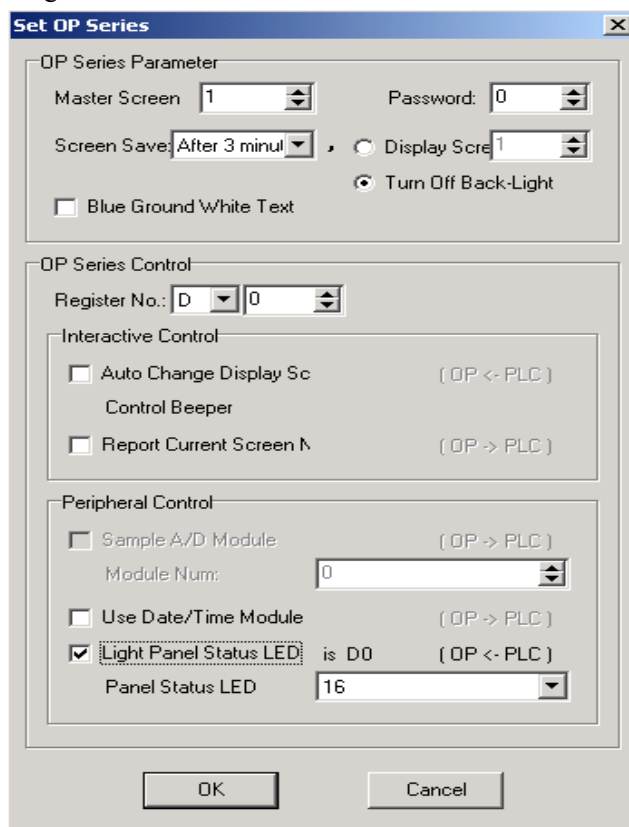 Set OP Series
OP Series Parameter
Master Screen 1 Password: 0
Screen Save: After 3 minul , Display Scre 1
Turn Off Back-Light
Blue Ground White Text
OP Series Control
Register No.: D 0
Interactive Control
Auto Change Display Sc ( OP <- PLC )
Control Beeper
Report Current Screen N ( OP -> PLC )
Peripheral Control
Sample A/D Module ( OP -> PLC )
Module Num: 0
Use Date/Time Module ( OP -> PLC )
Light Panel Status LED is D0 ( OP <- PLC )
Panel Status LED 16
OK Cancel